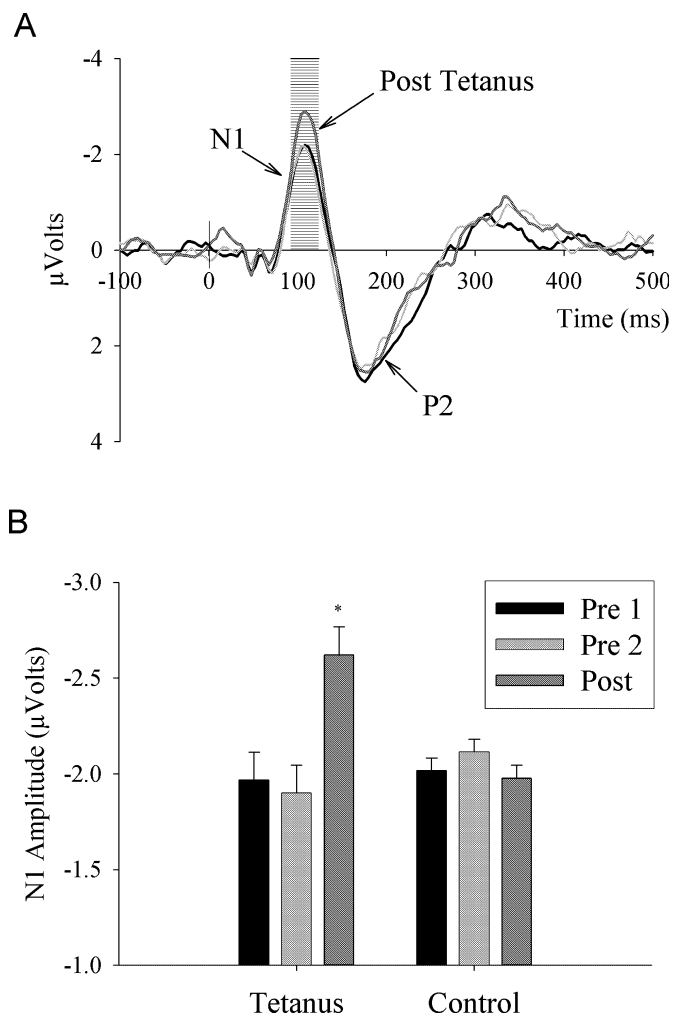 A
-4
Post Tetanus
N1
-2
µVolts
0
-100
0
100
200
300
400
500
Time (ms)
2
P2
4
B
-3.0
*
Pre 1
Pre 2
Post
-2.5
N1 Amplitude (µVolts)
-2.0
-1.5
-1.0
Tetanus
Control